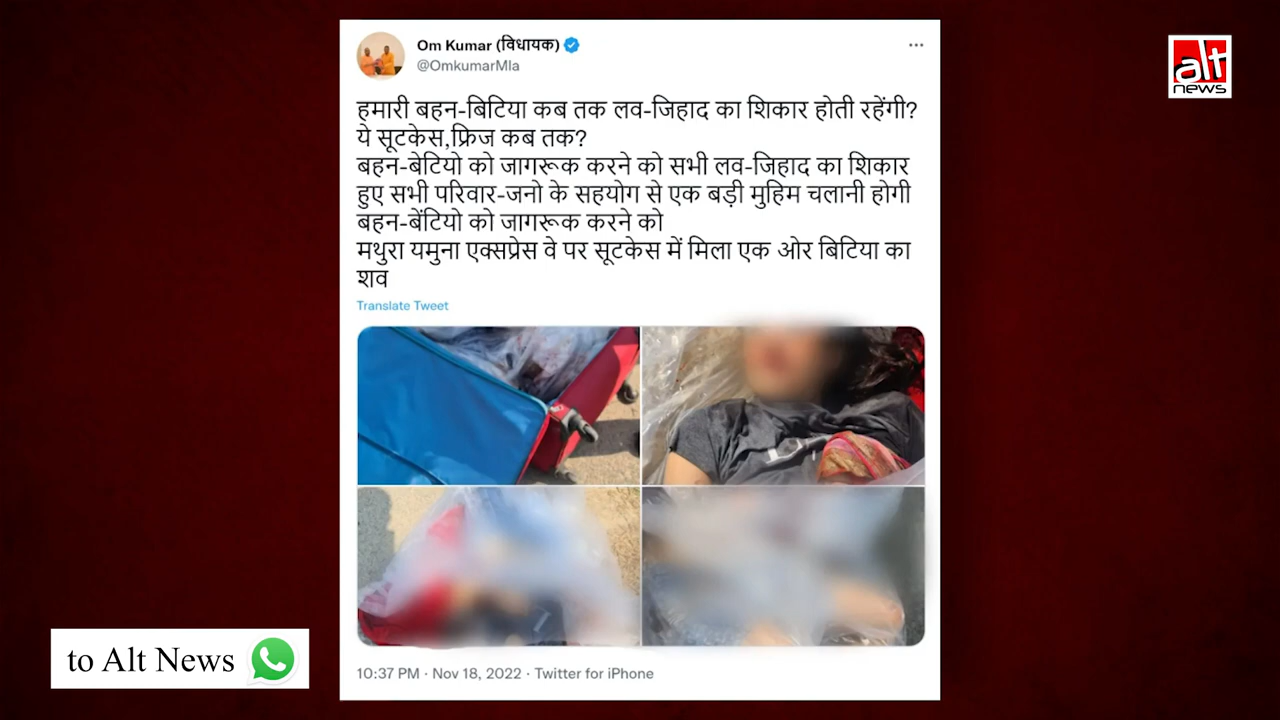 Om Kumar (विधायक)
@OmkumarMla
हमारी बहन-बिटिया कब तक लव-जिहाद का शिकार होती रहेंगी?
ये सूटकेस,फ्रिज कब तक?
बहन-बेटियो को जागरूक करने को सभी लव-जिहाद का शिकार
हुए सभी परिवार-जनो के सहयोग से एक बड़ी मुहिम चलानी होगी
बहन-बेंटियो को जागरूक करने को
मथुरा यमुना एक्सप्रेस वे पर सूटकेस में मिला एक ओर बिटिया का
शव
Translate Tweet
10:37 PM · Nov 18, 2022 · Twitter for iPhone
alt
news
to Alt News